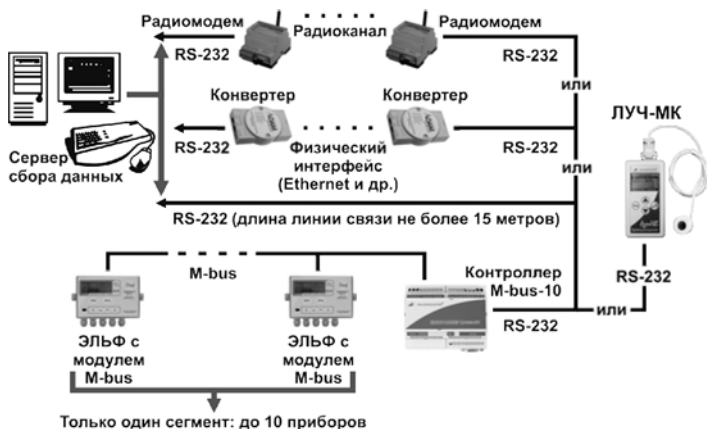 Радиомодем
Радиоканал
Радиомодем
RS-232
RS-232
или
Конвертер
Конвертер
ЛУЧ-МК
Сервер
сбора данных
RS-232
Физический
интерфейс
(Ethernet и др.)
RS-232
или
RS-232 (длина линии связи не более 15 метров)
M-bus
Контроллер
M-bus-10
RS-232
RS-232
или
ЭЛЬФ с
модулем
M-bus
ЭЛЬФ с
модулем
M-bus
Только один сегмент: до 10 приборов